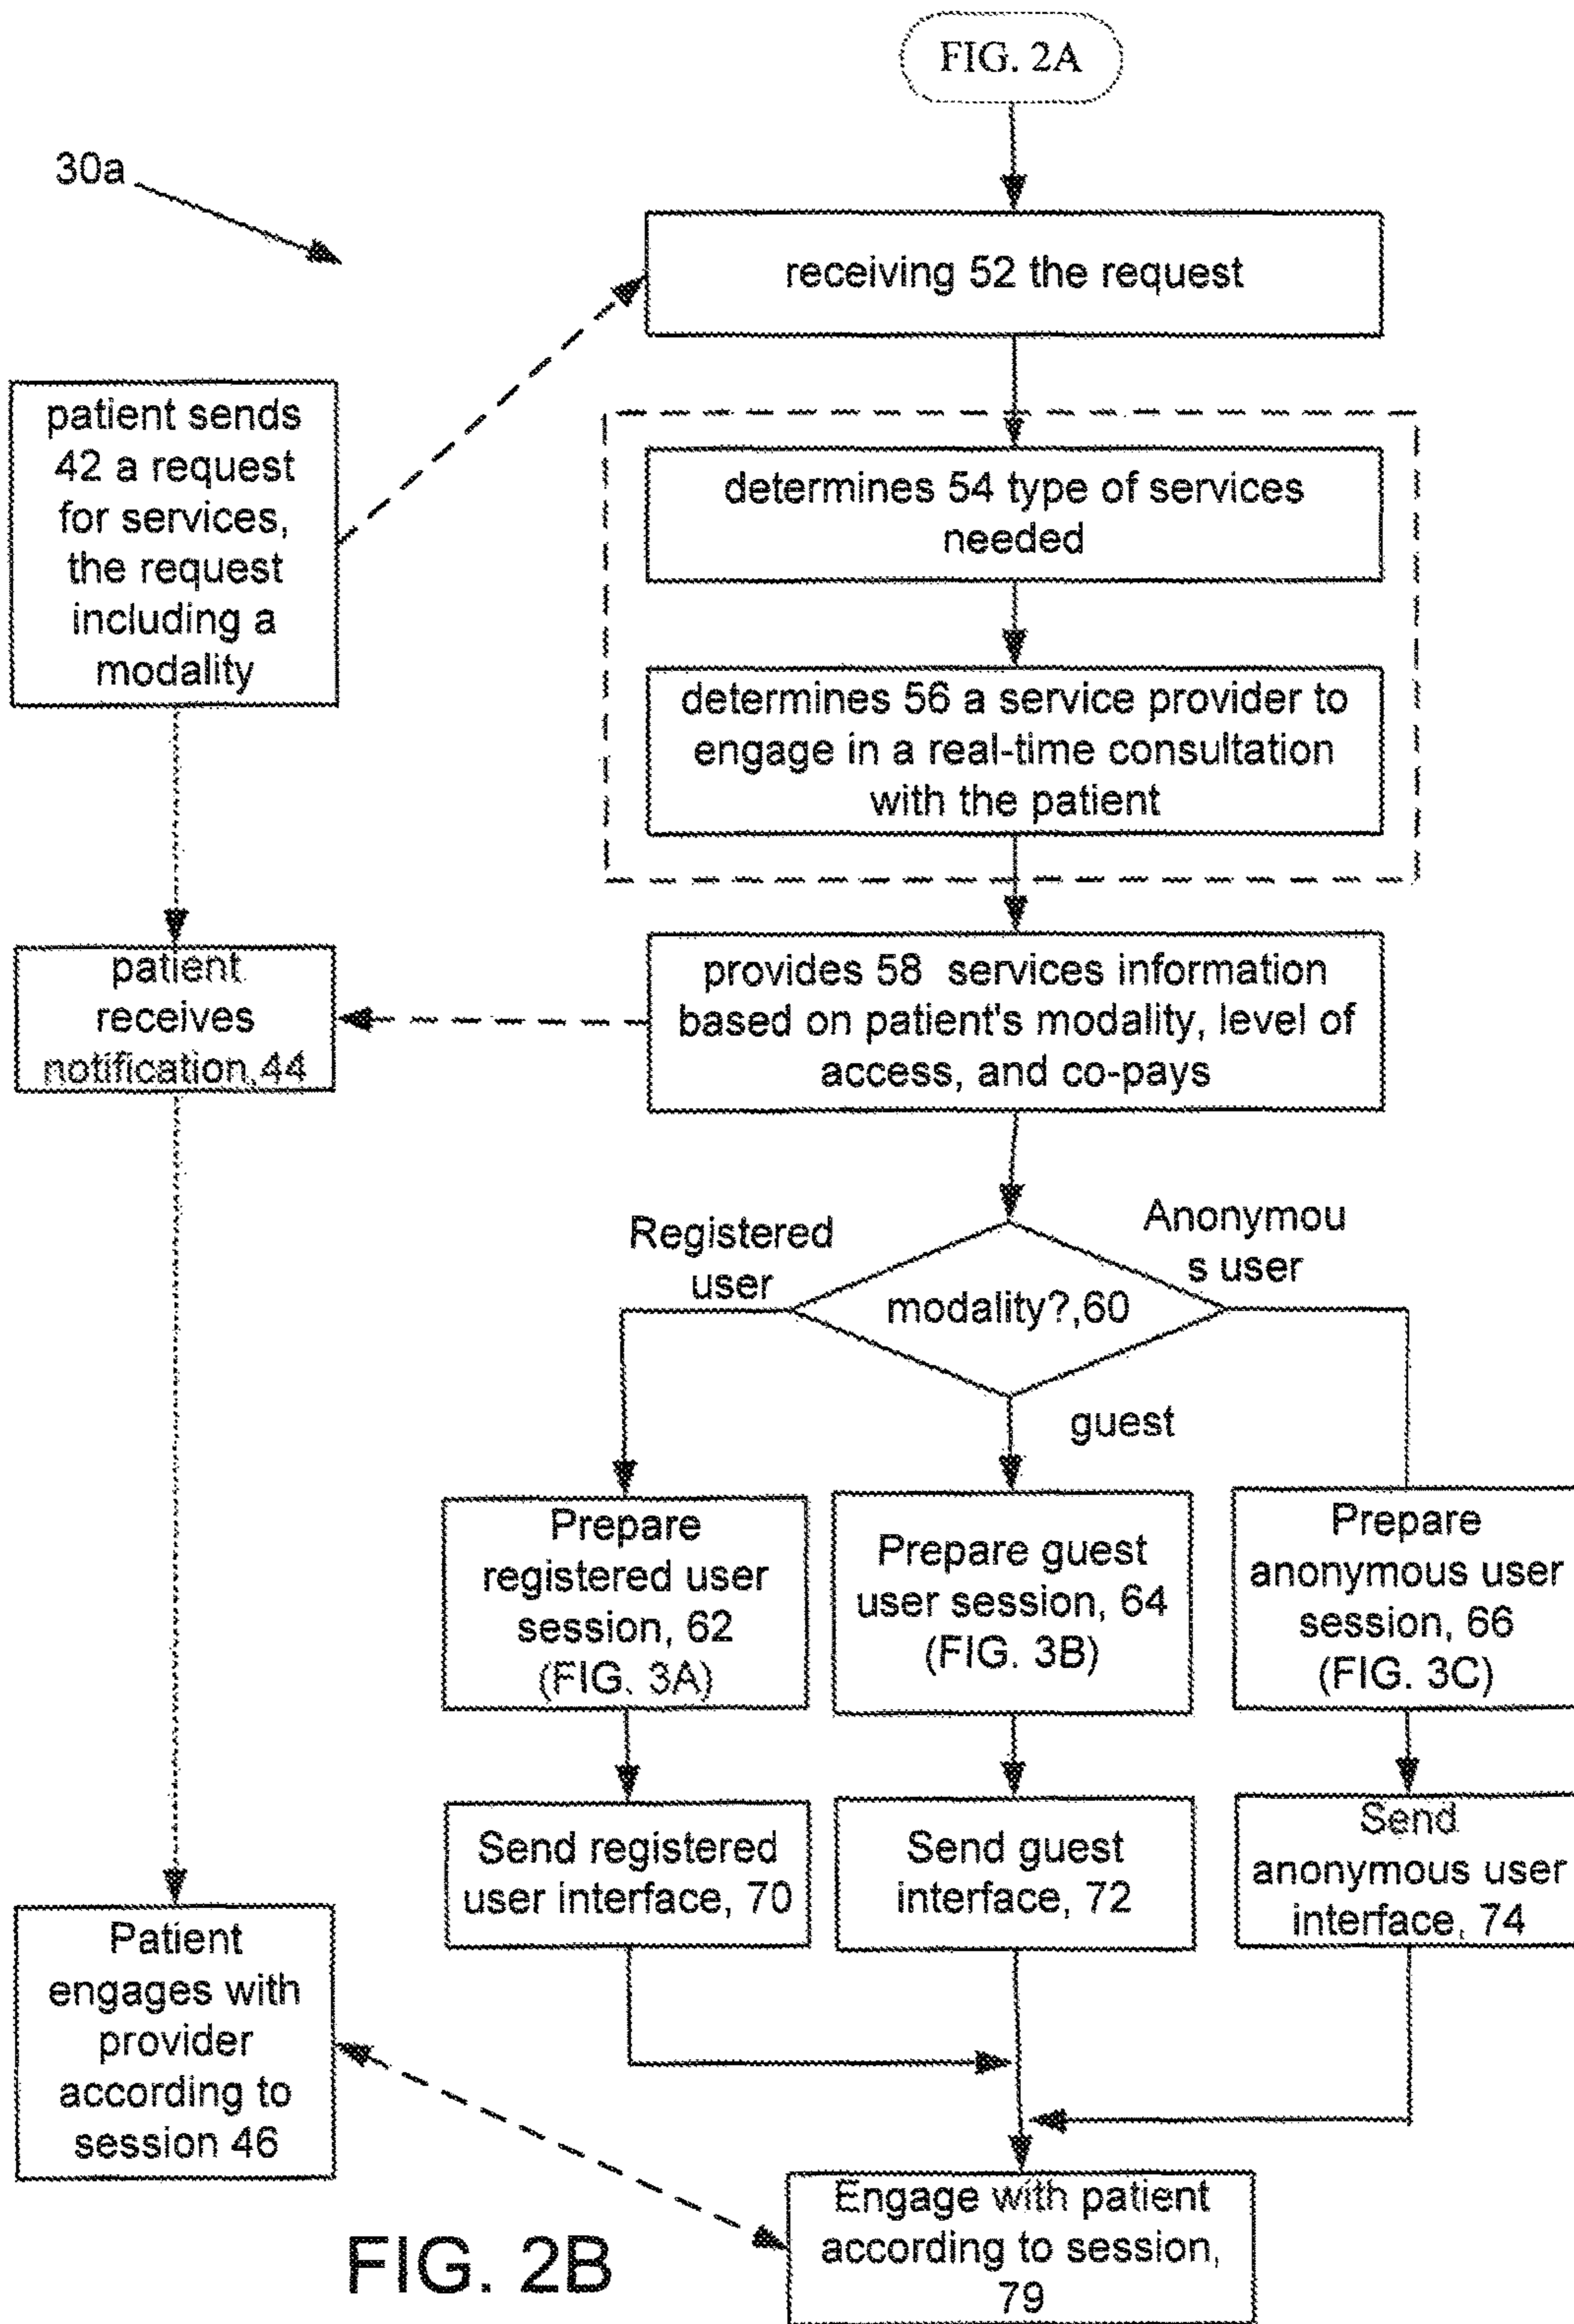 FIG. 2A
30a
receiving 52 the request
patient sends
42 a request
for services,
the request
including a
modality
determines 54 type of services
needed
determines 56 a service provider to
engage in a real-time consultation
with the patient
patient
receives
notification,44
provides 58 services information
based on patient's modality, level of
access, and co-pays
Registered
user
Anonymou
s user
modality?,60
guest
Prepare
registered user
session, 62
(FIG. 3A)
Prepare guest
user session, 64
(FIG. 3B)
Prepare
anonymous user
session, 66
(FIG. 3C)
Send registered
user interface, 70
Send guest
interface, 72
Send
anonymous user
interface, 74
Patient
engages with
provider
according to
session 46
Engage with patient
according to session,
79
FIG. 2B